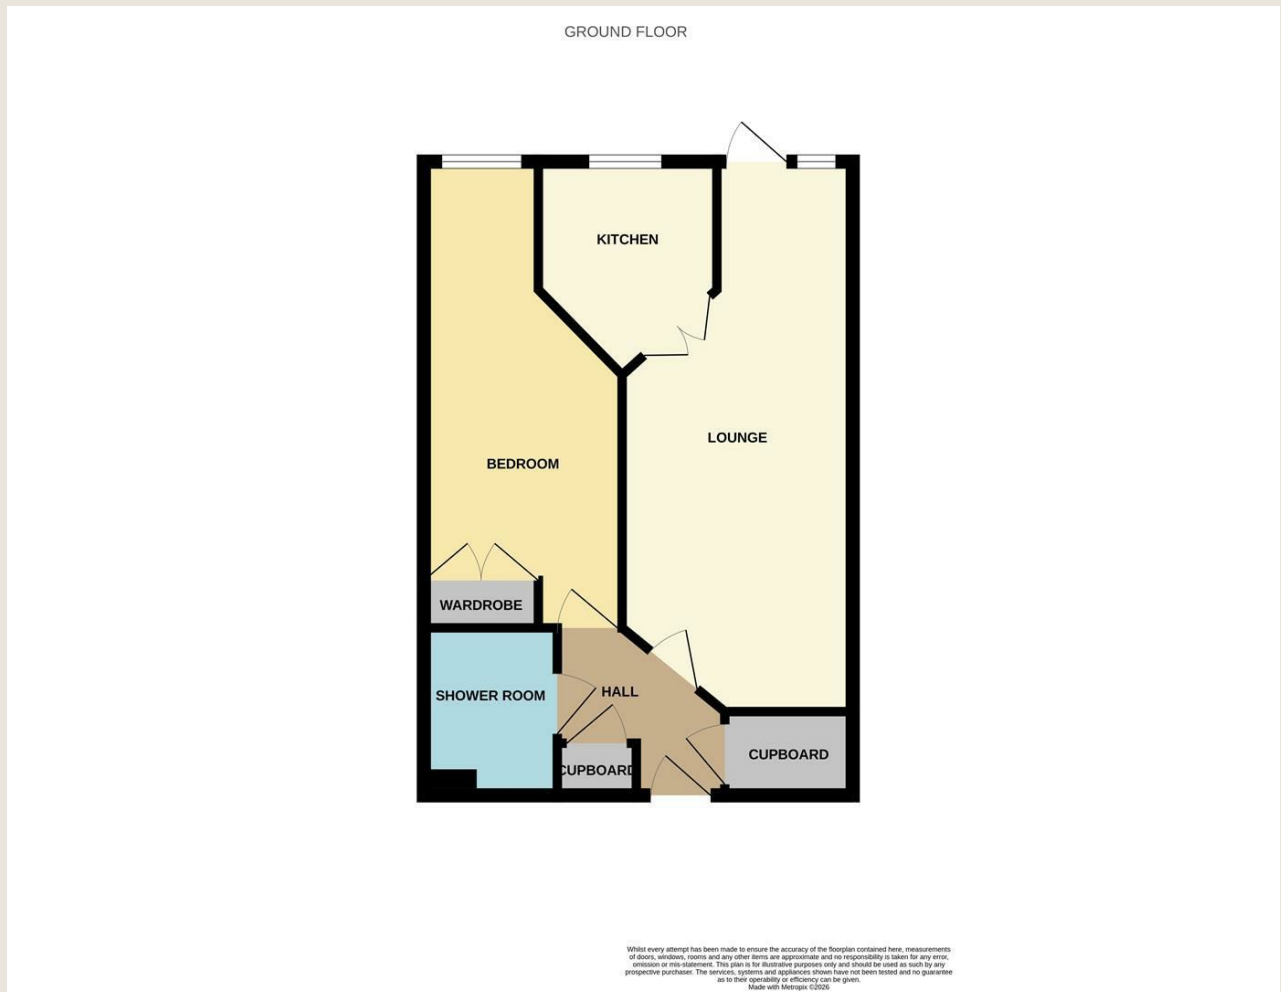 GROUND FLOOR
KITCHEN
LOUNGE
BEDROOM
WARDROBE
SHOWER ROOM
HALL
CUPBOARD
CUPBOARD
Whilst every attempt has been made to ensure the accuracy of the floorplan contained here, measurements
of doors, windows, rooms and any other items are approximate and no responsibility is taken for any error,
omission or mis-statement. This plan is for illustrative purposes only and should be used as such by any
prospective purchaser. The services, systems and appliances shown have not been tested and no guarantee
as to their operability or efficiency can be given.
Made with Metropix ©2026